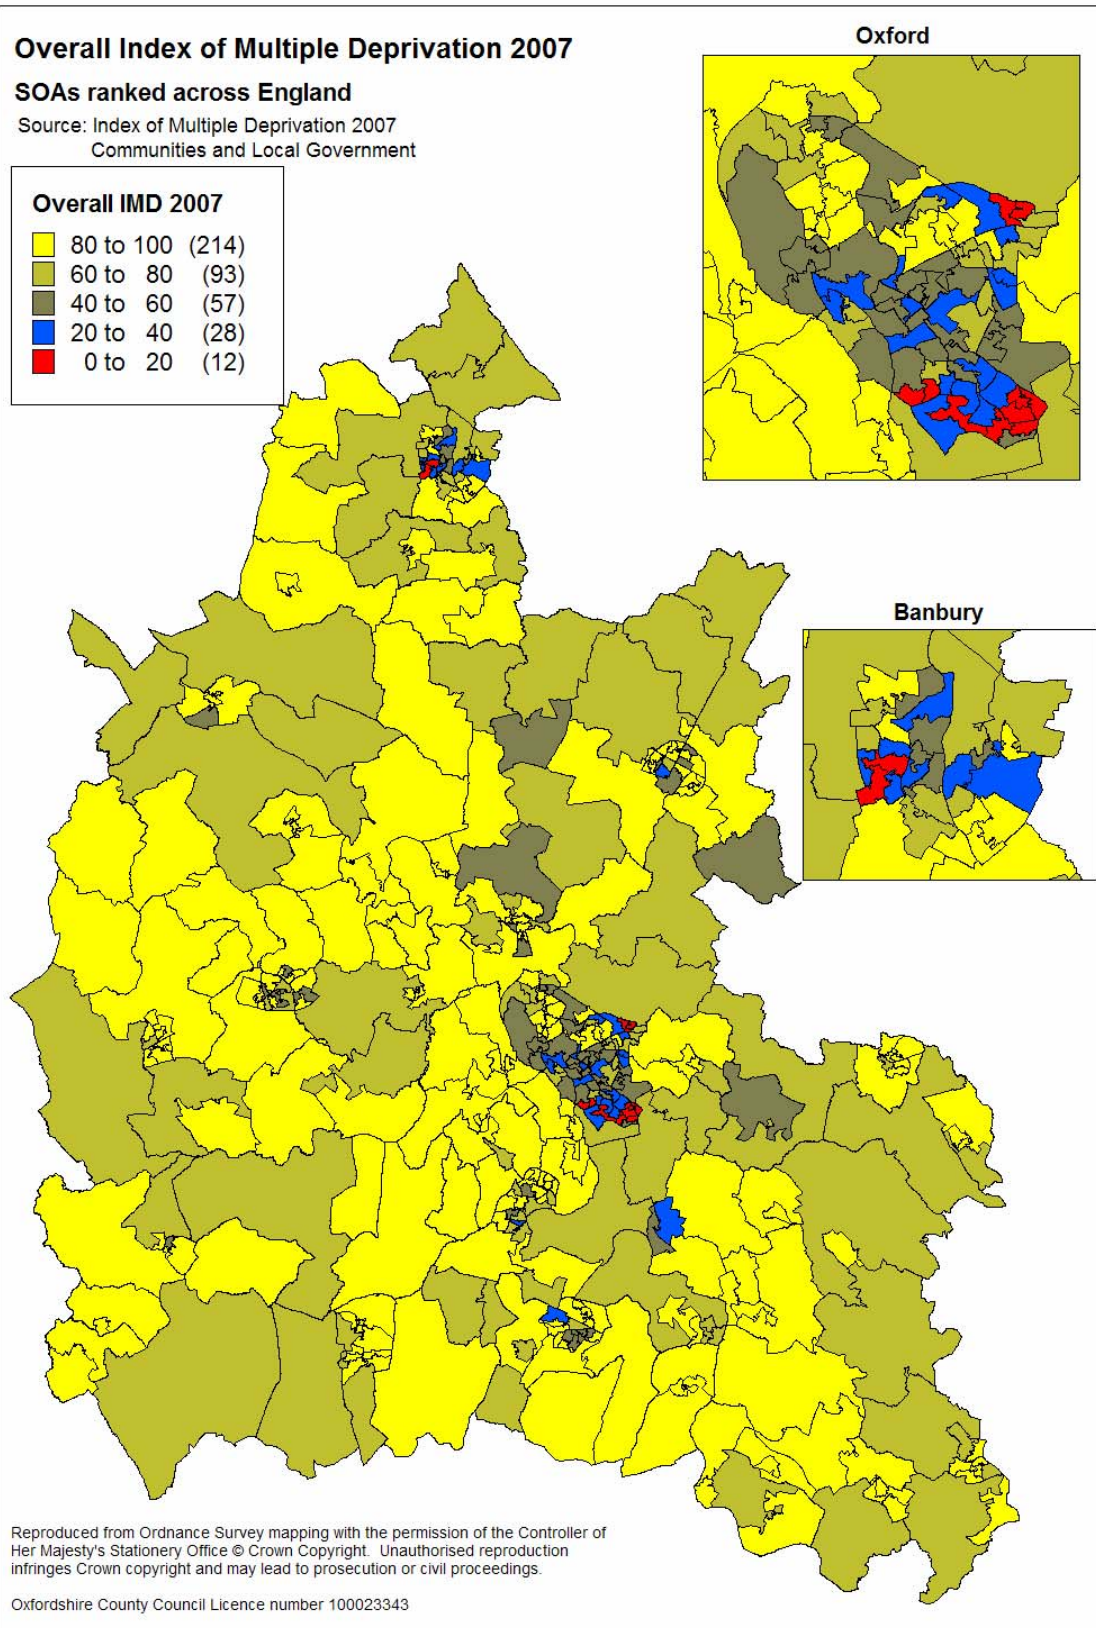 Overall Index of Multiple Deprivation 2007
SOAs ranked across England
Source: Index of Multiple Deprivation 2007
Communities and Local Government
Overall IMD 2007
80 to 100 (214)
60 to 80 (93)
40 to 60 (57)
20 to 40 (28)
0 to 20 (12)
Oxford
Banbury
Reproduced from Ordnance Survey mapping with the permission of the Controller of
Her Majesty's Stationery Office © Crown Copyright. Unauthorised reproduction
infringes Crown copyright and may lead to prosecution or civil proceedings.
Oxfordshire County Council Licence number 100023343